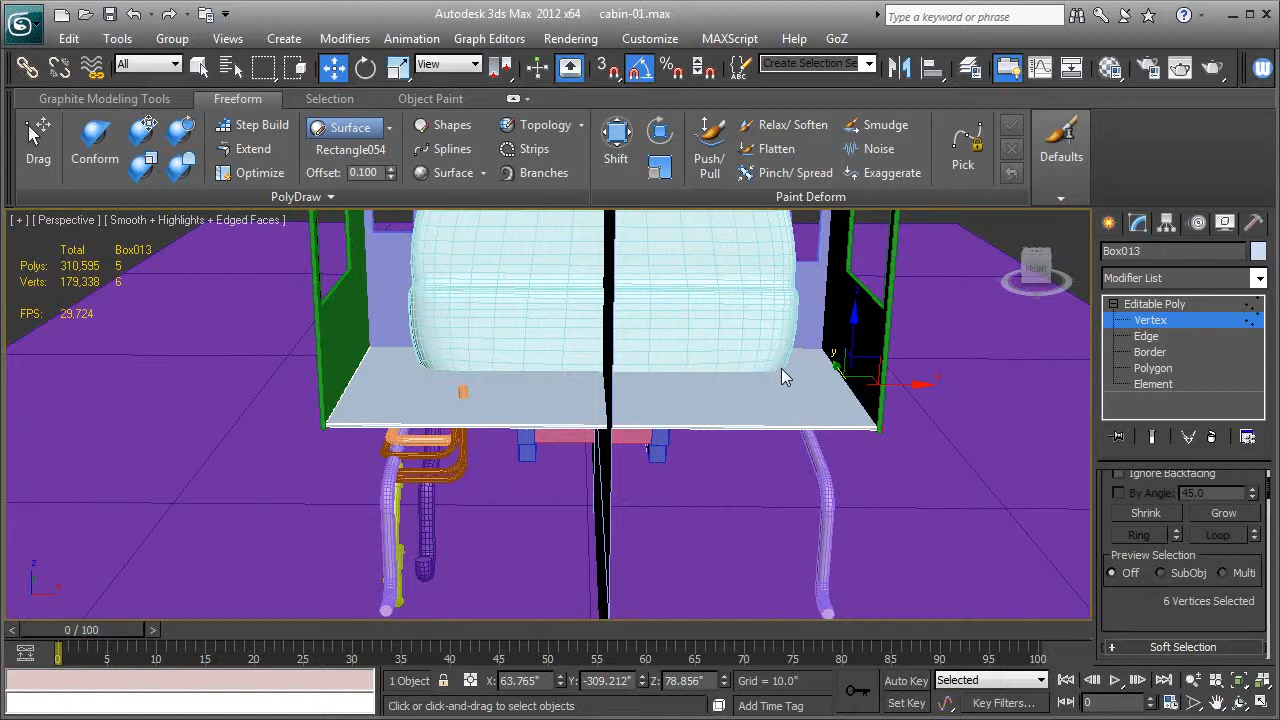 Autodesk 3ds Max 2012 x64 cabin-01.max
Type a keyword or phrase
Edit Tools Group Views Create Modifiers Animation Graph Editors Rendering Customize MAXScript Help GoZ
All View 3 Create Selection Se
Graphite Modeling Tools Freeform Selection Object Paint
Drag Conform Step Build Surface Shapes Topology Shift Push/ Pull Relax/ Soften Smudge Pick Defaults
Extend Rectangle054 Splines Strips Flatten Noise
Optimize Offset: 0.100 Surface Branches Pinch/ Spread Exaggerate
PolyDraw Paint Deform
[ + ] [ Perspective ] [ Smooth + Highlights + Edged Faces ]
Total Box013
Polys: 310,595 5
Verts: 179,338 6
FPS: 29.724
FRONT
y
x
z
Box013
Modifier List
Editable Poly
Vertex
Edge
Border
Polygon
Element
Ignore Backfacing
By Angle: 45.0
Shrink Grow
Ring Loop
Preview Selection
Off SubObj Multi
6 Vertices Selected
+ Soft Selection
< 0 / 100 >
0 5 10 15 20 25 30 35 40 45 50 55 60 65 70 75 80 85 90 95 100
1 Object X: 63.765" Y: -309.212" Z: 78.856" Grid = 10.0" Auto Key Selected
Click or click-and-drag to select objects Add Time Tag Set Key Key Filters... 0